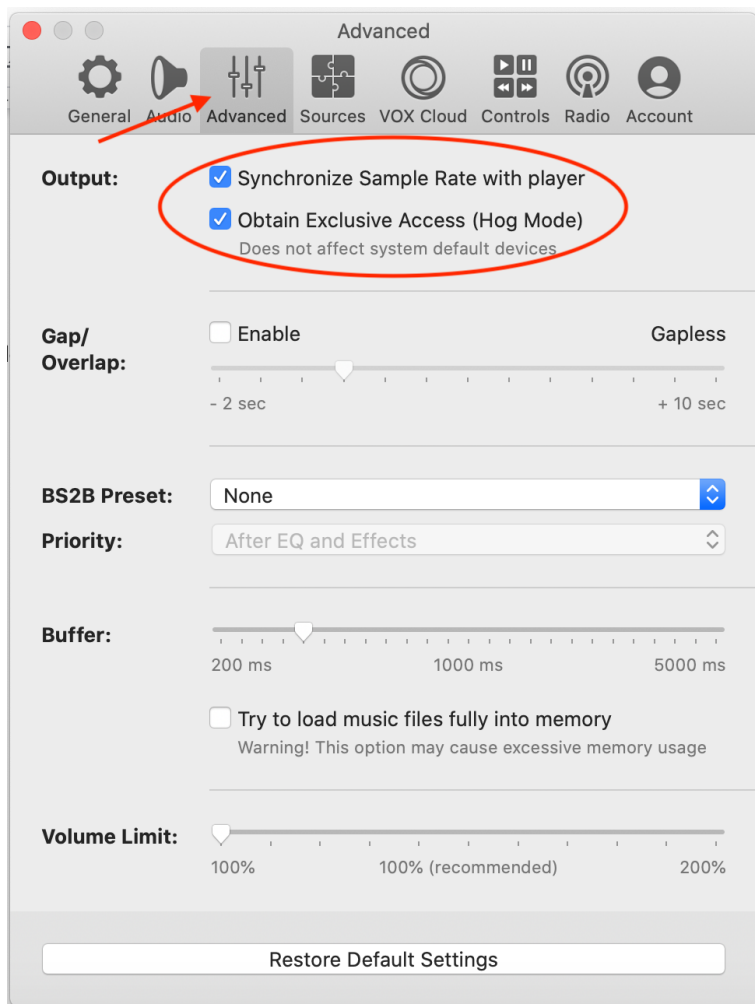 Advanced
General Audio Advanced Sources VOX Cloud Controls Radio Account
Output: Synchronize Sample Rate with player
Obtain Exclusive Access (Hog Mode)
Does not affect system default devices
Gap/ Enable Gapless
Overlap:
- 2 sec + 10 sec
BS2B Preset: None
Priority: After EQ and Effects
Buffer:
200 ms 1000 ms 5000 ms
Try to load music files fully into memory
Warning! This option may cause excessive memory usage
Volume Limit:
100% 100% (recommended) 200%
Restore Default Settings